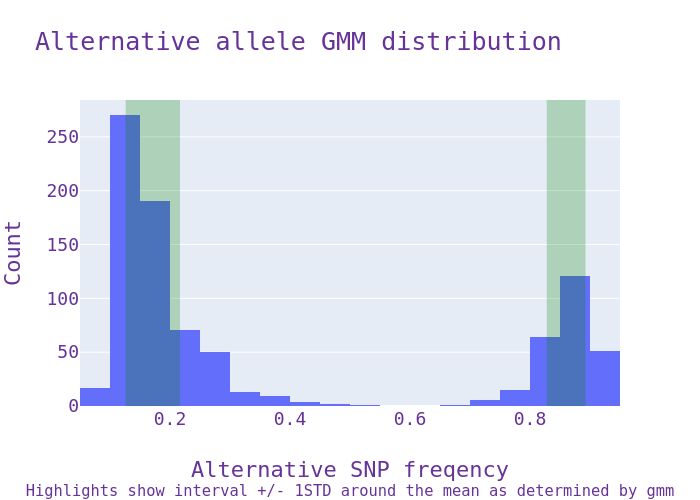 Alternative allele GMM distribution
Count
250
200
150
100
50
0
0.2 0.4 0.6 0.8
Alternative SNP freqency
Highlights show interval +/- 1STD around the mean as determined by gmm